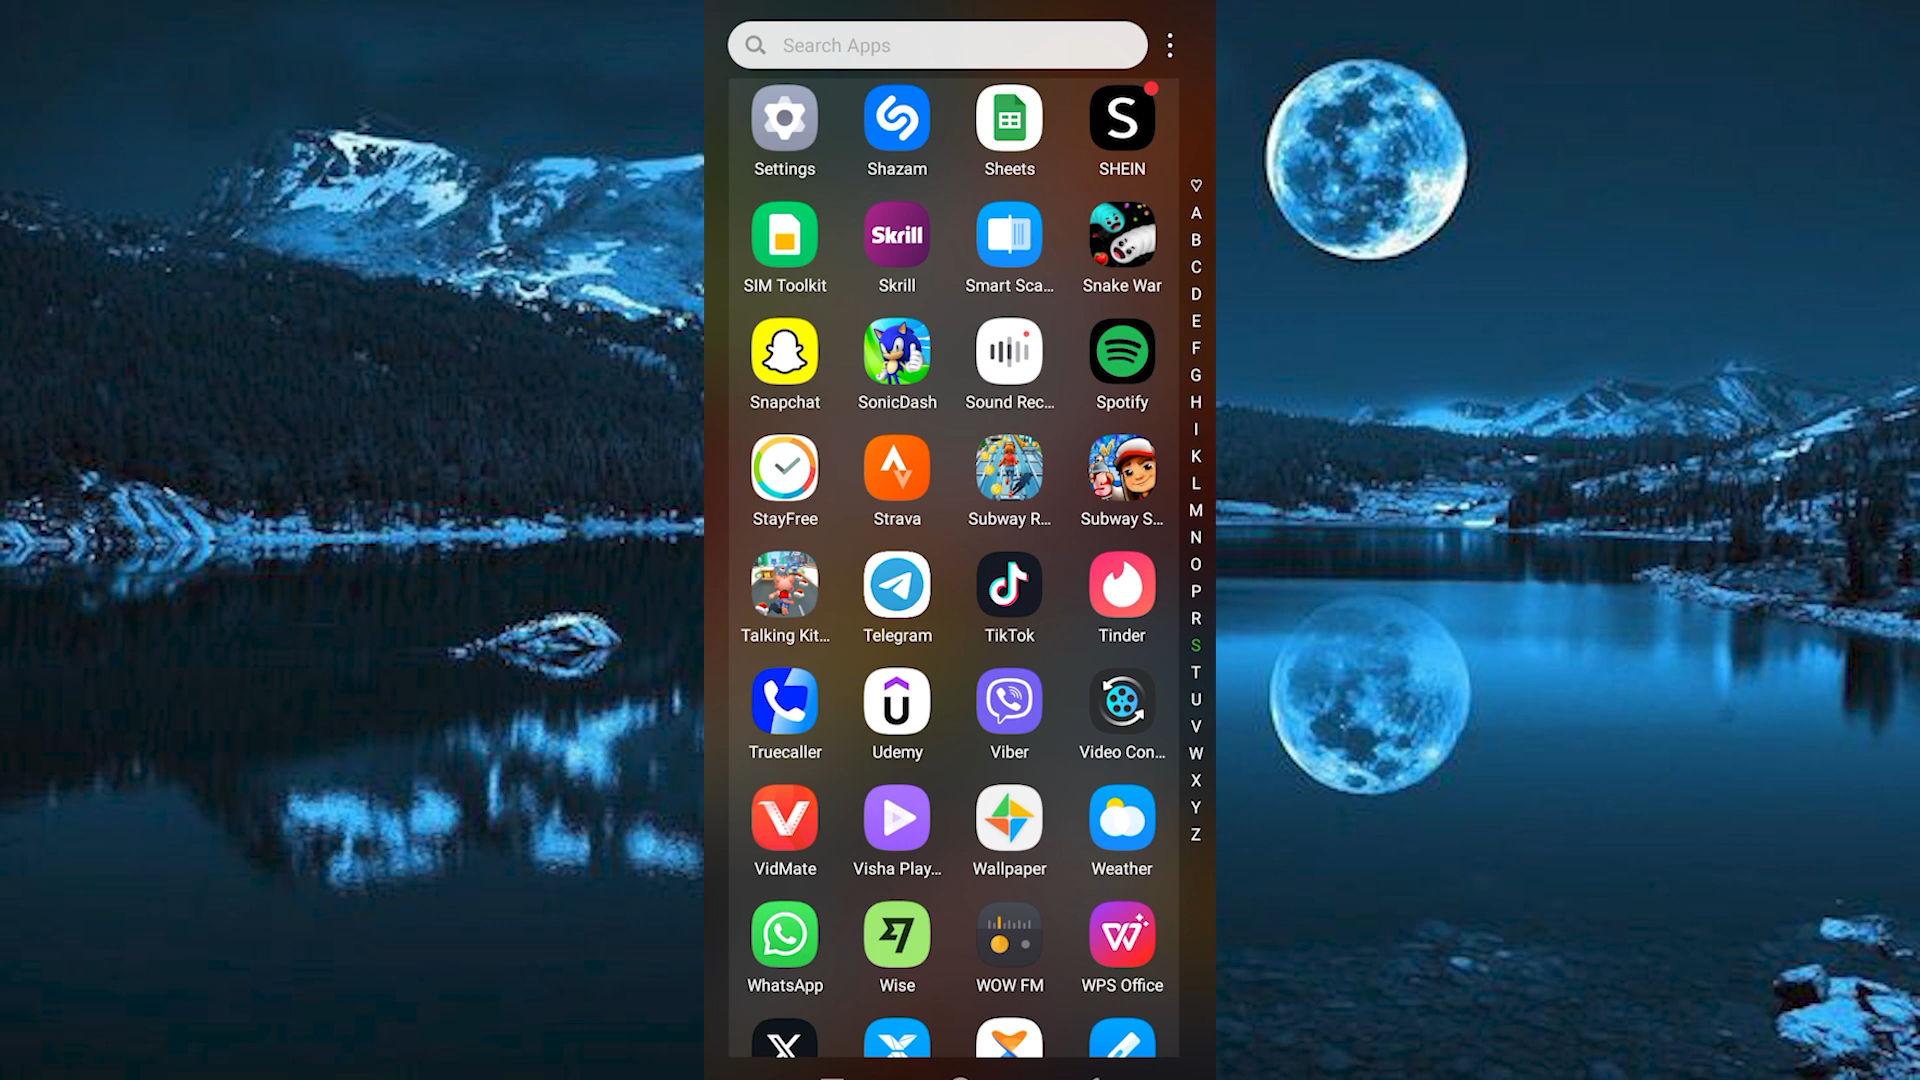 Search Apps
Settings Shazam Sheets SHEIN
Skrill
SIM Toolkit Skrill Smart Sca... Snake War
Snapchat SonicDash Sound Rec... Spotify
StayFree Strava Subway R... Subway S...
Talking Kit... Telegram TikTok Tinder
Truecaller Udemy Viber Video Con...
VidMate Visha Play... Wallpaper Weather
WhatsApp Wise WOW FM WPS Office
A
B
C
D
E
F
G
H
I
K
L
M
N
O
P
R
S
T
U
V
W
X
Y
Z